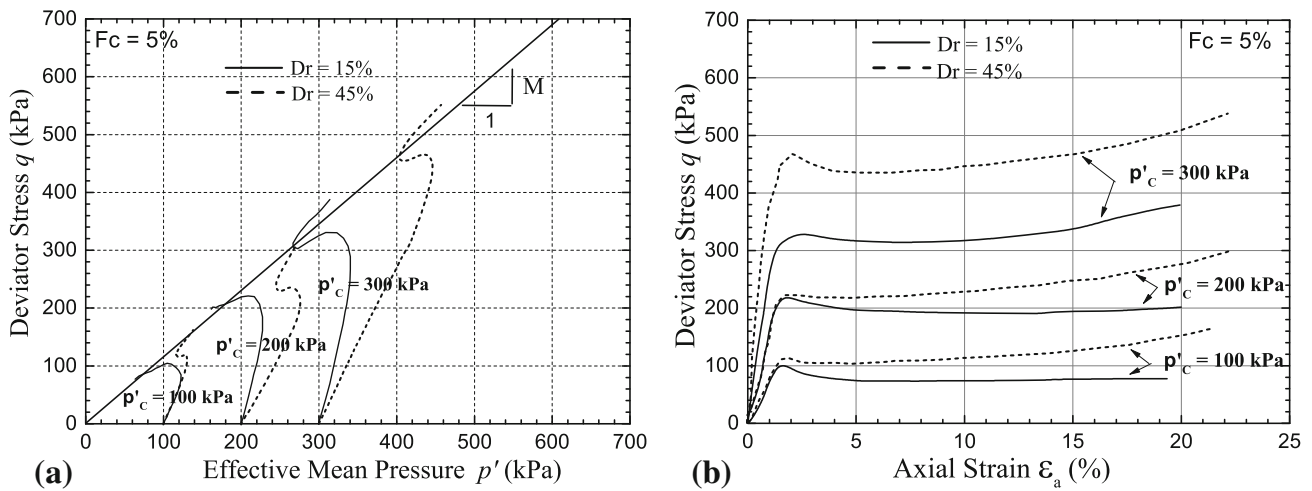 700
600
500
400
300
200
100
0
Deviator Stress q (kPa)
Fc = 5%
Dr = 15%
Dr = 45%
M
1
p'C = 300 kPa
p'C = 200 kPa
p'C = 100 kPa
0 100 200 300 400 500 600 700
(a)
Effective Mean Pressure p′ (kPa)
700
600
500
400
300
200
100
0
Deviator Stress q (kPa)
Dr = 15%
Dr = 45%
Fc = 5%
p'C = 300 kPa
p'C = 200 kPa
p'C = 100 kPa
0 5 10 15 20 25
(b)
Axial Strain εa (%)